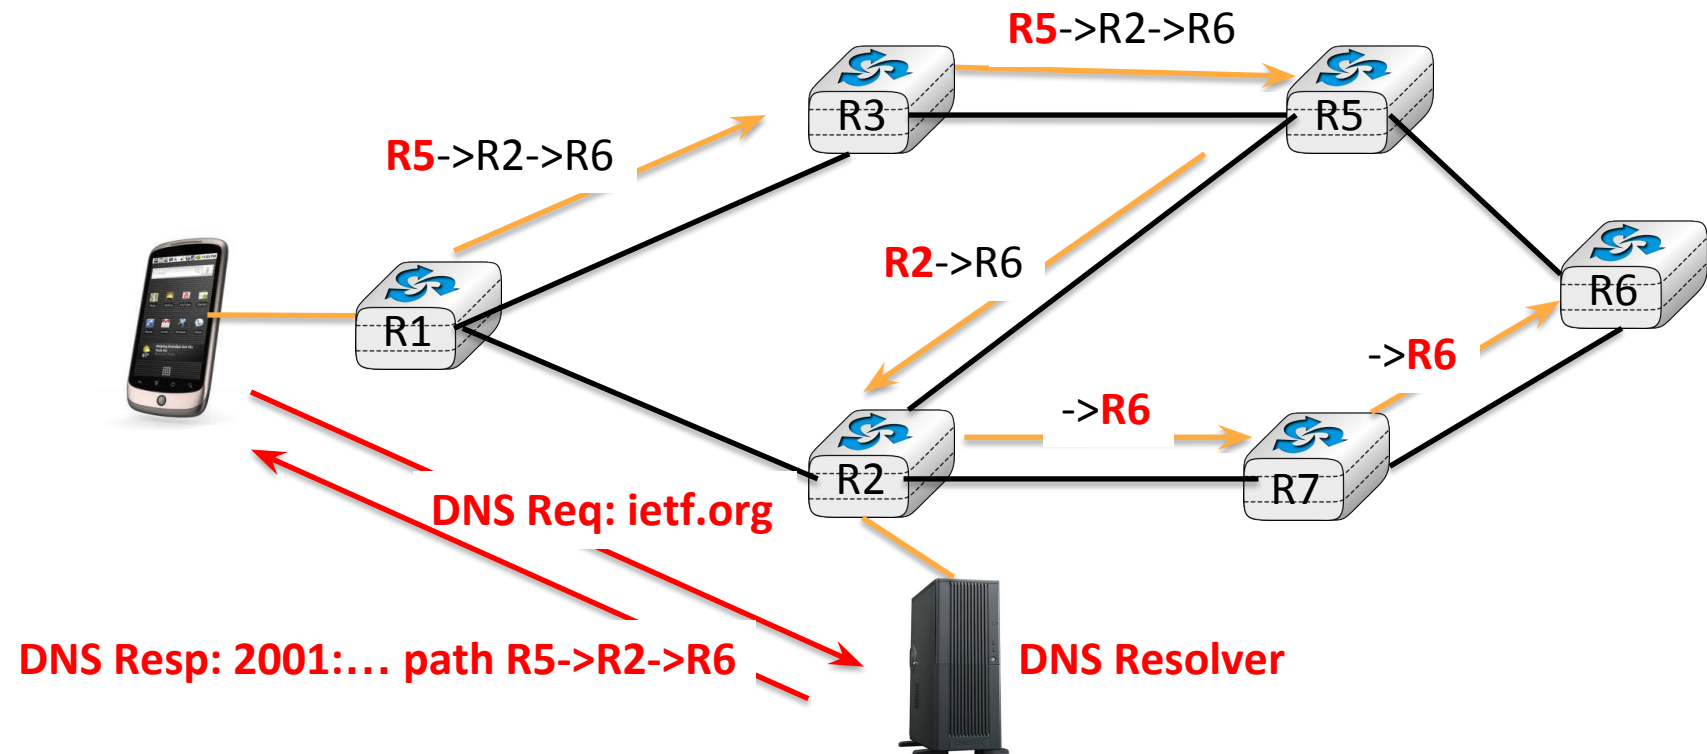 R5->R2->R6
R3
R5
R5->R2->R6
R2->R6
R6
R1
->R6
->R6
R2
R7
DNS Req: ietf.org
DNS Resp: 2001:... path R5->R2->R6
DNS Resolver